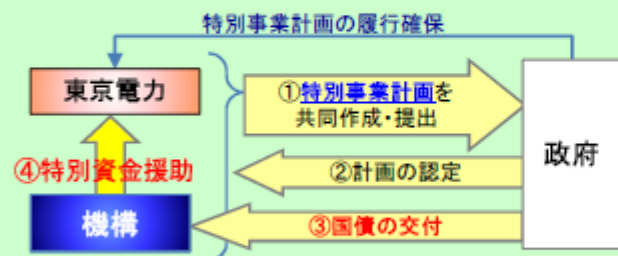 特別事業計画の履行確保
東京電力
①特別事業計画を
共同作成・提出
政府
④特別資金援助
②計画の認定
機構
③国債の交付